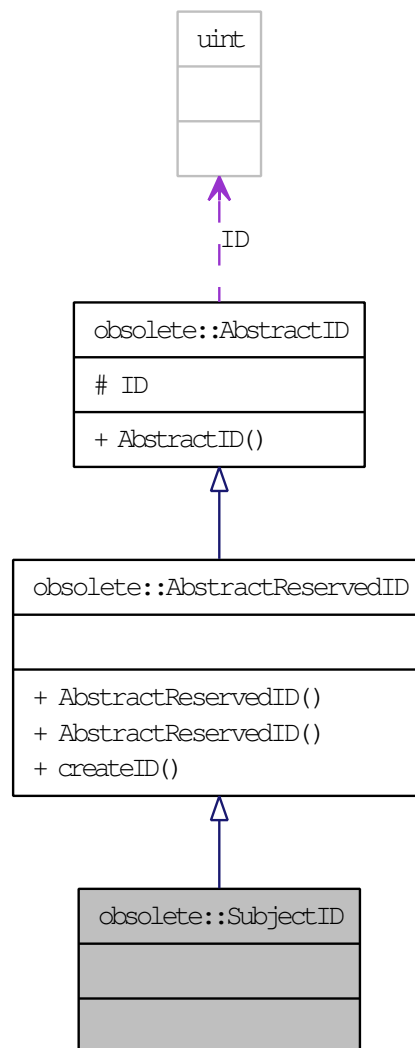 uint
ID
obsolete::AbstractID
# ID
+ AbstractID()
obsolete::AbstractReservedID
+ AbstractReservedID()
+ AbstractReservedID()
+ createID()
obsolete::SubjectID